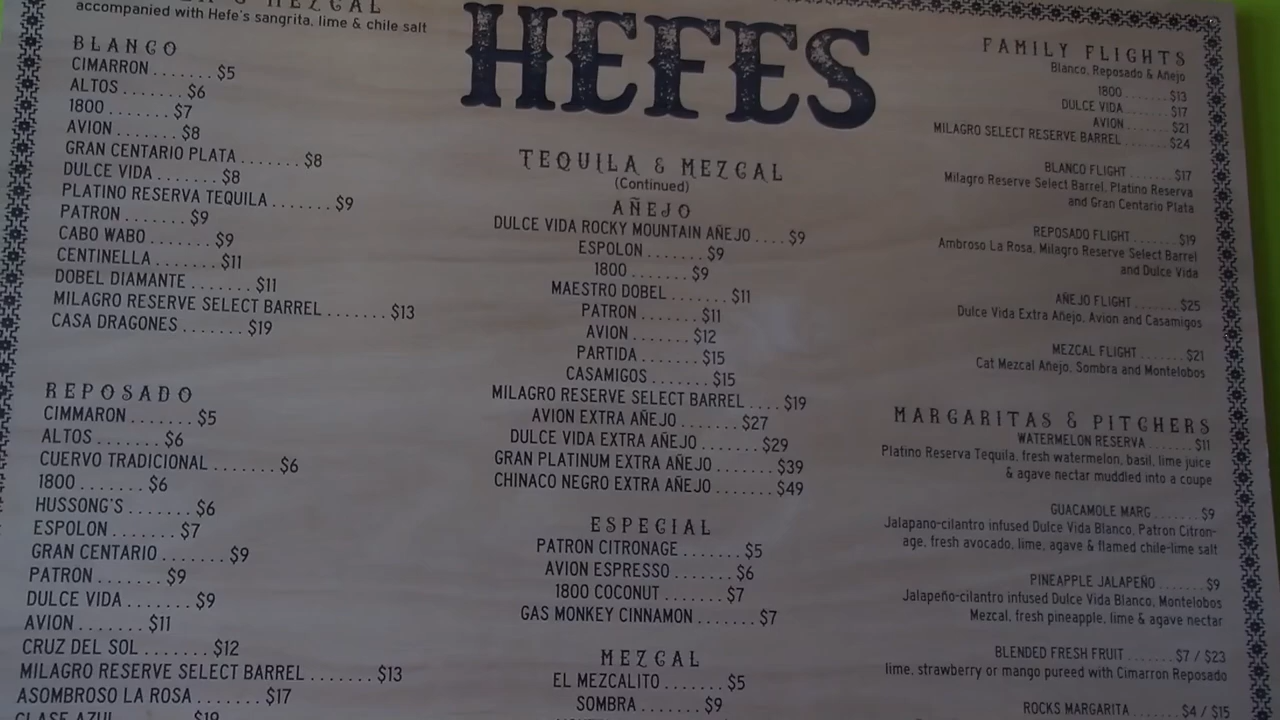 & MEZCAL
accompanied with Hefe's sangrita, lime & chile salt
BLANCO
CIMARRON.......$5
ALTOS.......$6
1800.......$7
AVION.......$8
GRAN CENTARIO PLATA.......$8
DULCE VIDA.......$8
PLATINO RESERVA TEQUILA.......$9
PATRON.......$9
CABO WABO.......$9
CENTINELLA.......$11
DOBEL DIAMANTE.......$11
MILAGRO RESERVE SELECT BARREL.......$13
CASA DRAGONES.......$19
REPOSADO
CIMMARON.......$5
ALTOS.......$6
CUERVO TRADICIONAL.......$6
1800.......$6
HUSSONG'S.......$6
ESPOLON.......$7
GRAN CENTARIO.......$9
PATRON.......$9
DULCE VIDA.......$9
AVION.......$11
CRUZ DEL SOL.......$12
MILAGRO RESERVE SELECT BARREL.......$13
ASOMBROSO LA ROSA.......$17
CLASE AZUL.......$19
HEFES
TEQUILA & MEZCAL
(Continued)
AÑEJO
DULCE VIDA ROCKY MOUNTAIN AÑEJO....$9
ESPOLON.......$9
1800.......$9
MAESTRO DOBEL.......$11
PATRON.......$11
AVION.......$12
PARTIDA.......$15
CASAMIGOS.......$15
MILAGRO RESERVE SELECT BARREL....$19
AVION EXTRA AÑEJO.......$27
DULCE VIDA EXTRA AÑEJO.......$29
GRAN PLATINUM EXTRA AÑEJO.......$39
CHINACO NEGRO EXTRA AÑEJO.......$49
ESPECIAL
PATRON CITRONAGE.......$5
AVION ESPRESSO.......$6
1800 COCONUT.......$7
GAS MONKEY CINNAMON.......$7
MEZCAL
EL MEZCALITO.......$5
SOMBRA.......$9
FAMILY FLIGHTS
Blanco, Reposado & Añejo
1800.......$13
DULCE VIDA.......$17
AVION.......$21
MILAGRO SELECT RESERVE BARREL.......$24
BLANCO FLIGHT.......$17
Milagro Reserve Select Barrel, Platino Reserva
and Gran Centario Plata
REPOSADO FLIGHT.......$19
Ambroso La Rosa, Milagro Reserve Select Barrel
and Dulce Vida
AÑEJO FLIGHT.......$25
Dulce Vida Extra Añejo, Avion and Casamigos
MEZCAL FLIGHT.......$21
Cat Mezcal Añejo, Sombra and Montelobos
MARGARITAS & PITCHERS
WATERMELON RESERVA.......$11
Platino Reserva Tequila, fresh watermelon, basil, lime juice
& agave nectar muddled into a coupe
GUACAMOLE MARG.......$9
Jalapano-cilantro infused Dulce Vida Blanco, Patron Citron-
age, fresh avocado, lime, agave & flamed chile-lime salt
PINEAPPLE JALAPEÑO.......$9
Jalapeño-cilantro infused Dulce Vida Blanco, Montelobos
Mezcal, fresh pineapple, lime & agave nectar
BLENDED FRESH FRUIT.......$7 / $23
lime, strawberry or mango pureed with Cimarron Reposado
ROCKS MARGARITA.......$4 / $15